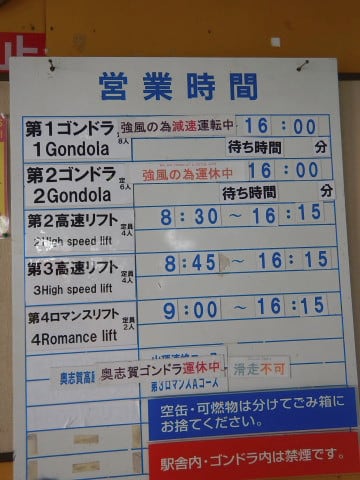 止
営業時間
第1ゴンドラ 定員8人 強風の為減速運転中 16:00
1Gondola 待ち時間 分
第2ゴンドラ 定員6人 強風の為運休中 16:00
2Gondola 待ち時間 分
第2高速リフト 定員4人 8:30 ~ 16:15
2High speed lift
第3高速リフト 定員4人 8:45 ~ 16:15
3High speed lift
第4ロマンスリフト 定員2人 9:00 ~ 16:15
4Romance lift
奥志賀高
奥志賀ゴンドラ運休中
滑走不可
第3ロマンスAコース
空缶・可燃物は分けてごみ箱に
お捨てください。
駅舎内・ゴンドラ内は禁煙です。